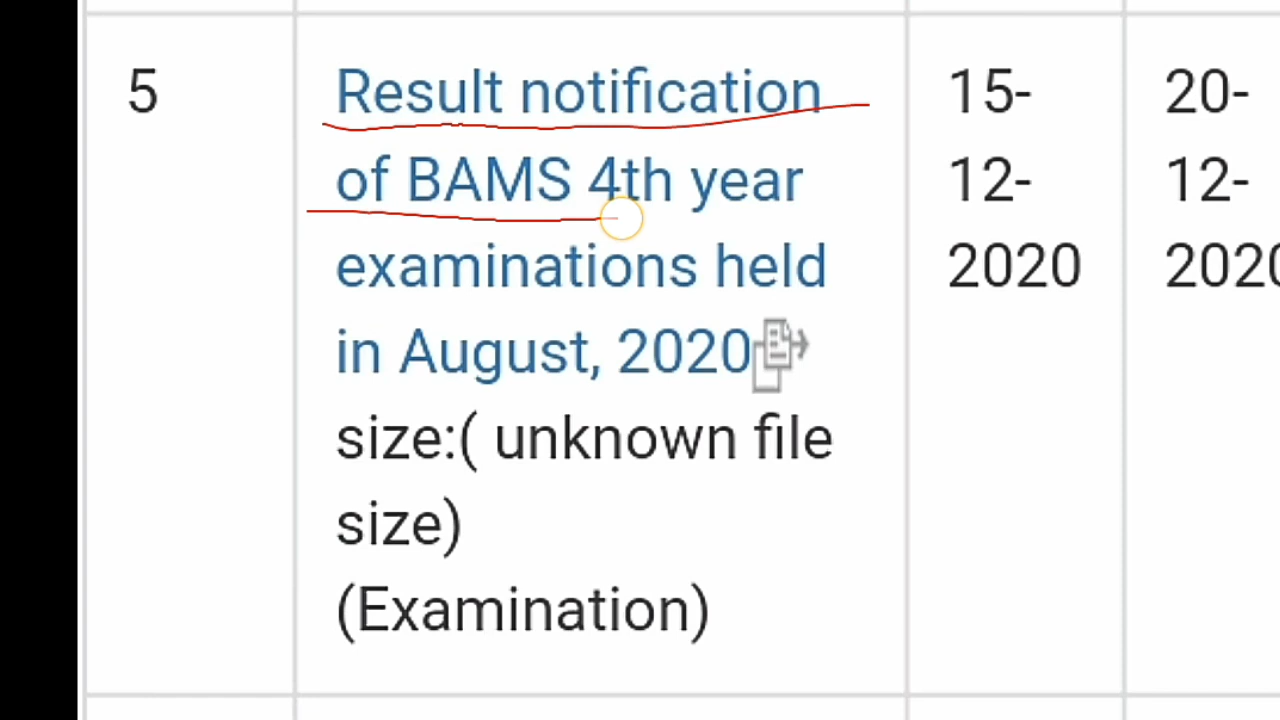 5
Result notification
of BAMS 4th year
examinations held
in August, 2020
size:( unknown file
size)
(Examination)
15-
12-
2020
20-
12-
2020